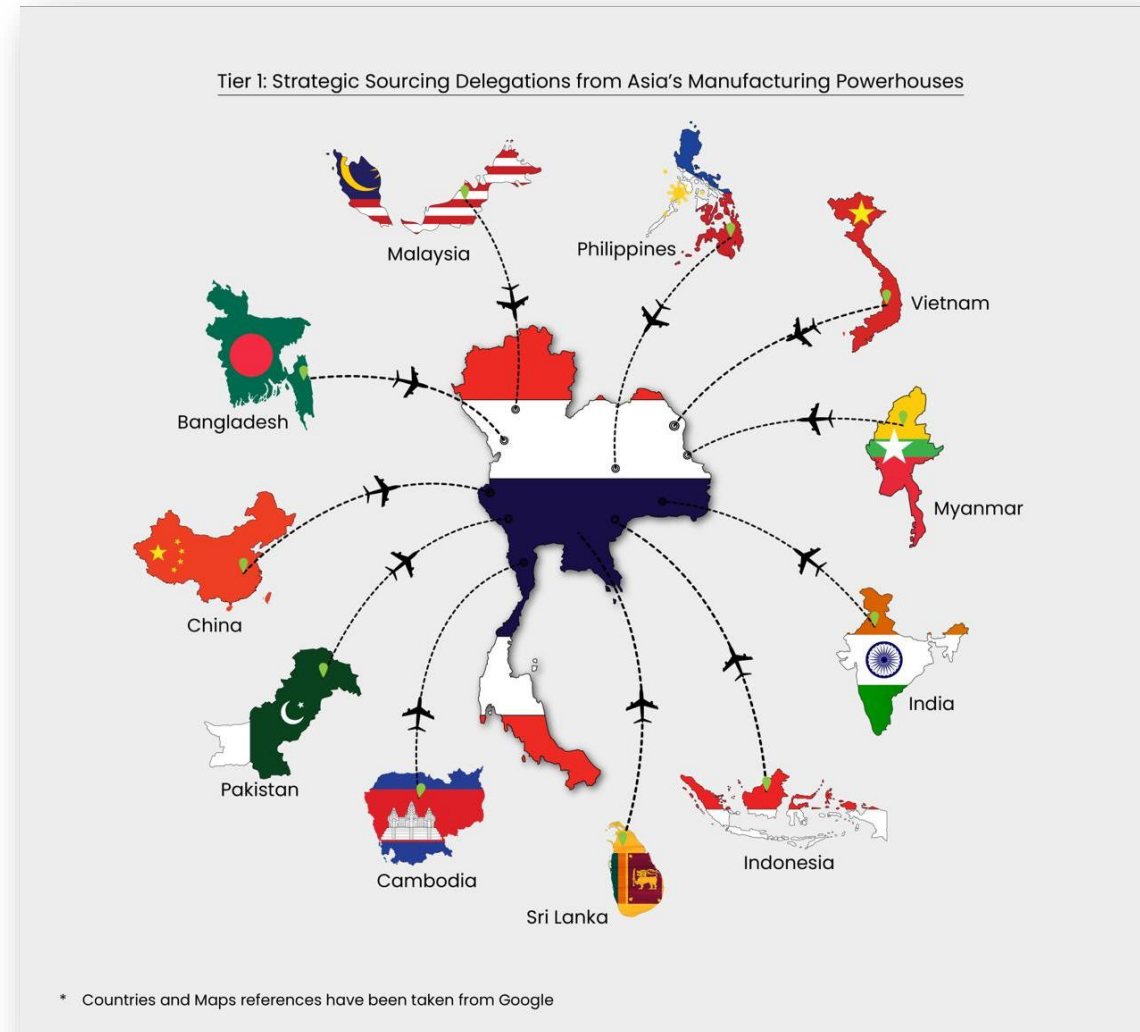 Tier 1: Strategic Sourcing Delegations from Asia's Manufacturing Powerhouses
Malaysia
Philippines
Vietnam
Bangladesh
Myanmar
China
India
Pakistan
Cambodia
Indonesia
Sri Lanka
* Countries and Maps references have been taken from Google